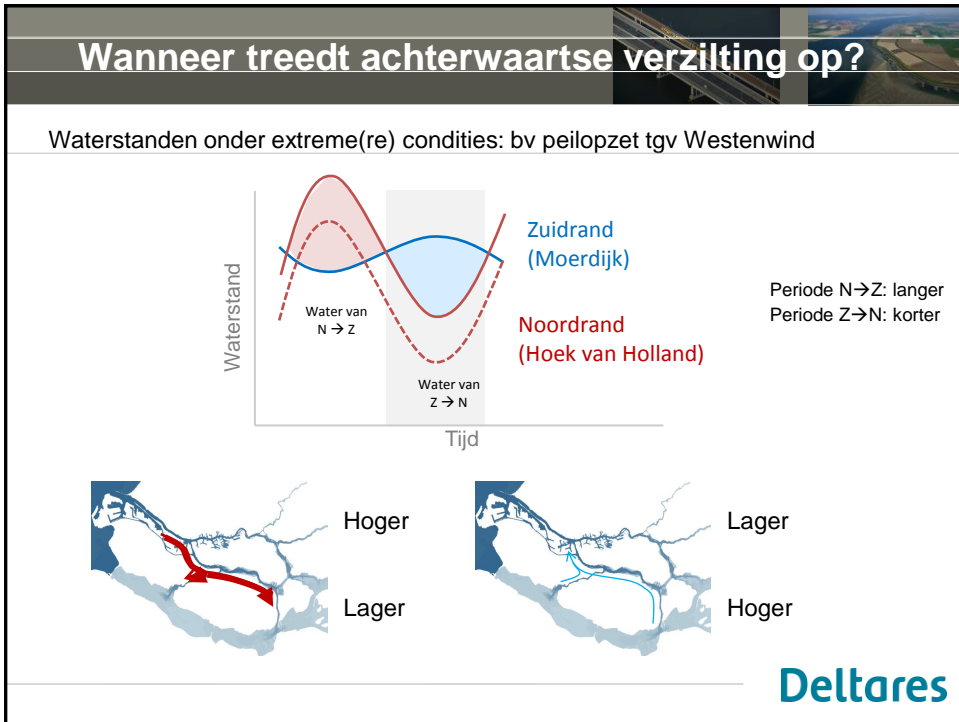 Wanneer treedt achterwaartse verzilting op?
Waterstanden onder extreme(re) condities: bv peilopzet tgv Westenwind
Waterstand
Zuidrand
(Moerdijk)
Water van
N → Z
Noordrand
(Hoek van Holland)
Water van
Z → N
Tijd
Periode N→Z: langer
Periode Z→N: korter
Hoger
Lager
Lager
Hoger
Deltares